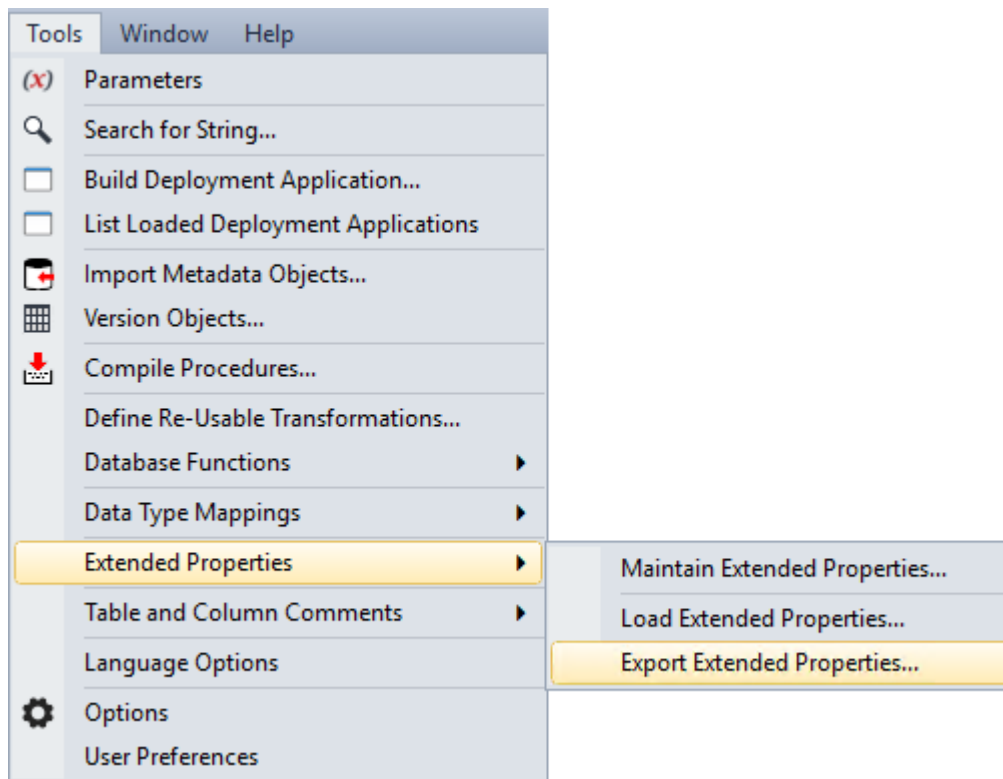 Tools Window Help
(x) Parameters
Search for String...
Build Deployment Application...
List Loaded Deployment Applications
Import Metadata Objects...
Version Objects...
Compile Procedures...
Define Re-Usable Transformations...
Database Functions
Data Type Mappings
Extended Properties
Maintain Extended Properties...
Load Extended Properties...
Export Extended Properties...
Table and Column Comments
Language Options
Options
User Preferences